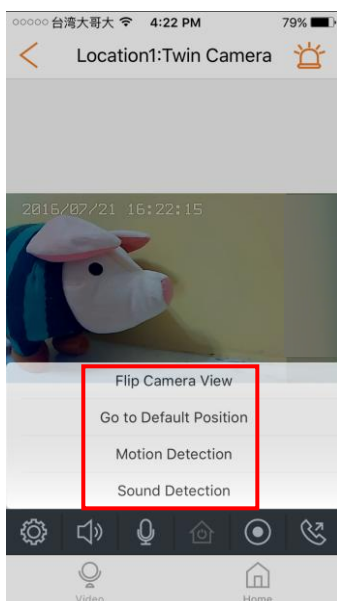 台湾大哥大 4:22 PM 79%
Location1:Twin Camera
2016/07/21 16:22:15
Flip Camera View
Go to Default Position
Motion Detection
Sound Detection
Video Home